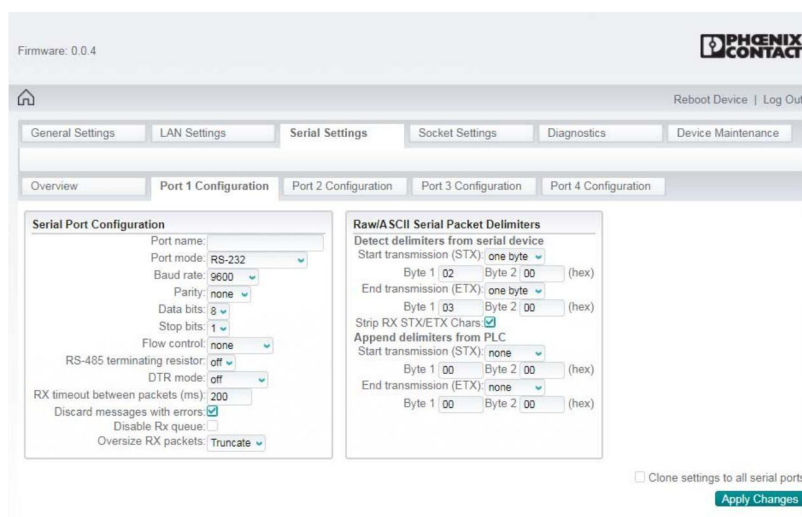 PHŒNIX
CONTACT
Firmware: 0.0.4
Reboot Device | Log Out
General Settings LAN Settings Serial Settings Socket Settings Diagnostics Device Maintenance
Overview Port 1 Configuration Port 2 Configuration Port 3 Configuration Port 4 Configuration
Serial Port Configuration
Port name:
Port mode: RS-232
Baud rate: 9600
Parity: none
Data bits: 8
Stop bits: 1
Flow control: none
RS-485 terminating resistor: off
DTR mode: off
RX timeout between packets (ms): 200
Discard messages with errors:
Disable Rx queue:
Oversize RX packets: Truncate
Raw/ASCII Serial Packet Delimiters
Detect delimiters from serial device
Start transmission (STX): one byte
Byte 1 02 Byte 2 00 (hex)
End transmission (ETX): one byte
Byte 1 03 Byte 2 00 (hex)
Strip RX STX/ETX Chars:
Append delimiters from PLC
Start transmission (STX): none
Byte 1 00 Byte 2 00 (hex)
End transmission (ETX): none
Byte 1 00 Byte 2 00 (hex)
Clone settings to all serial ports
Apply Changes